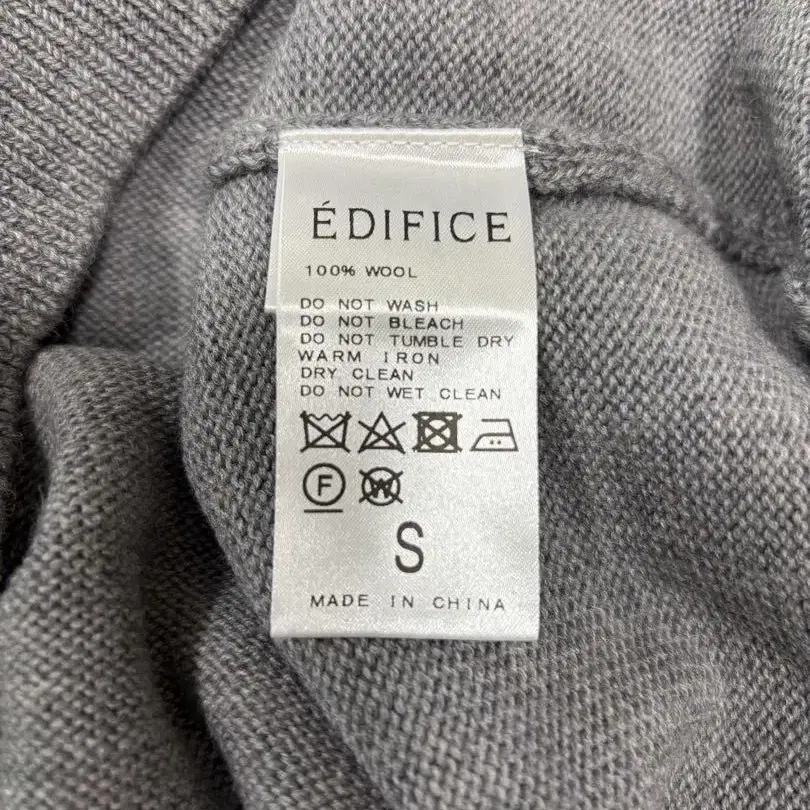 ÉDIFICE
100% WOOL
DO NOT WASH
DO NOT BLEACH
DO NOT TUMBLE DRY
WARM IRON
DRY CLEAN
DO NOT WET CLEAN
F W
S
MADE IN CHINA